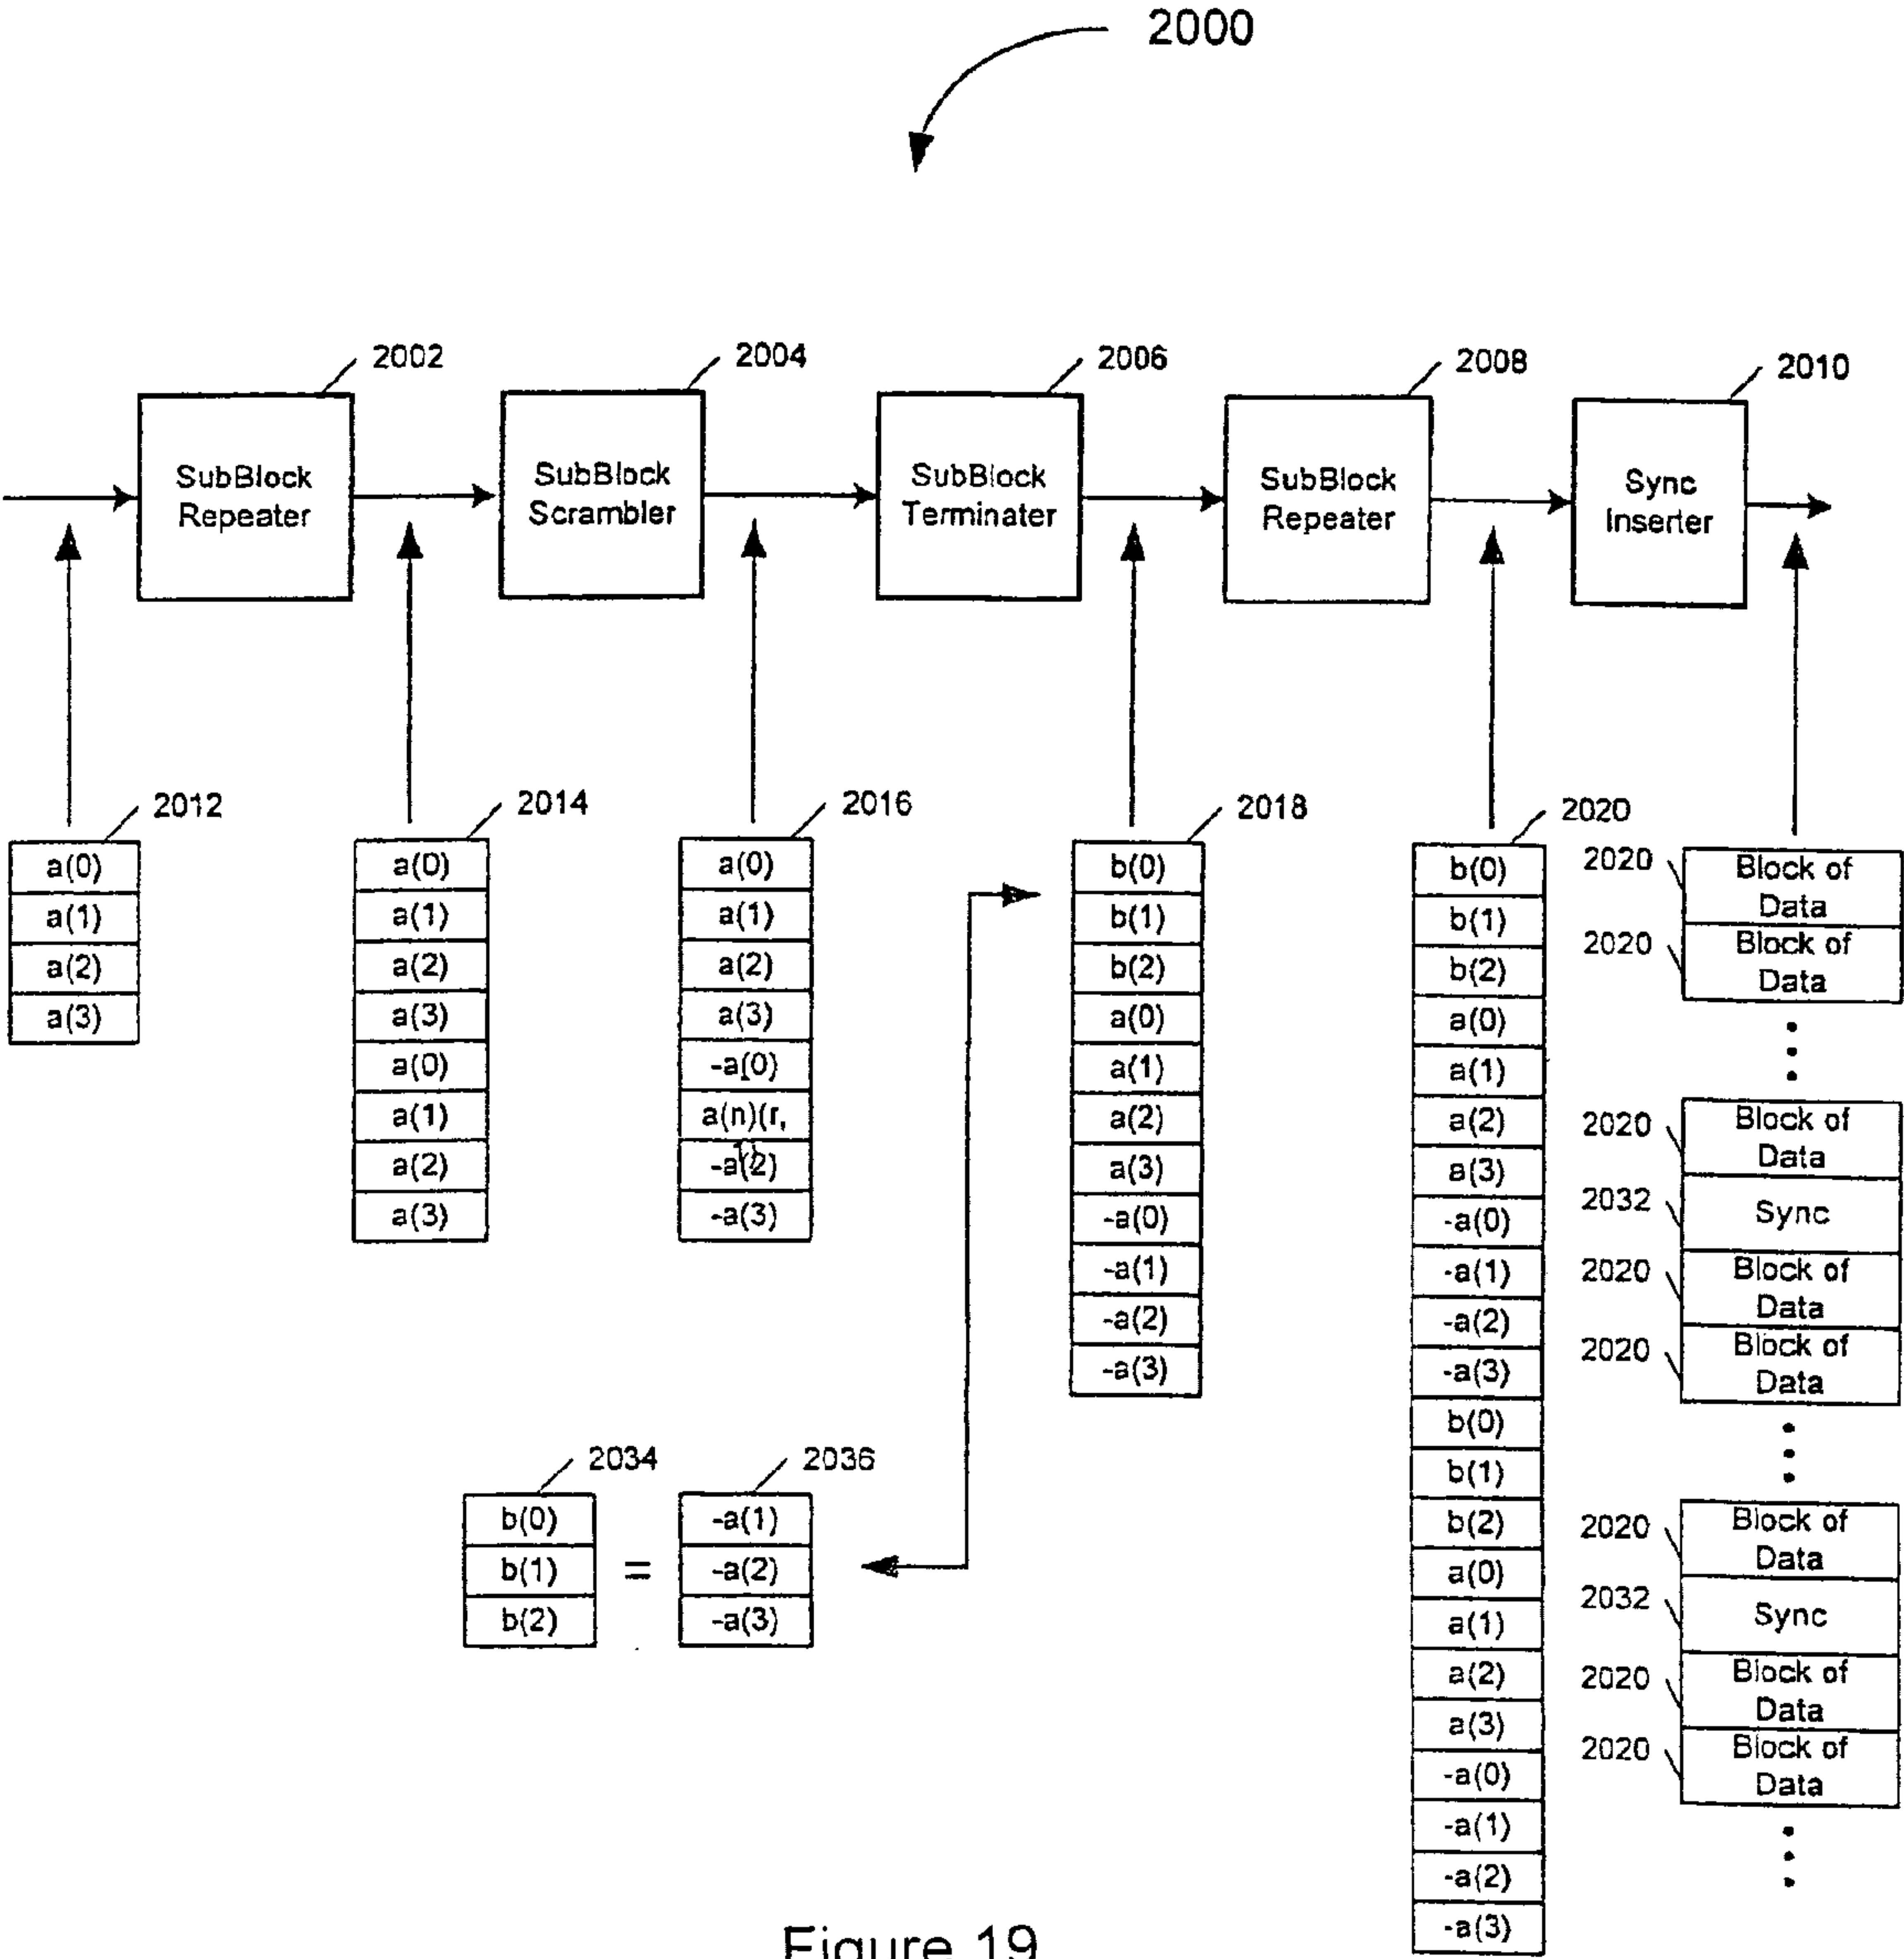 2000
2002
2004
2006
2008
2010
SubBlock
Repeater
SubBlock
Scrambler
SubBlock
Terminater
SubBlock
Repeater
Sync
Inserter
2012
a(0)
a(1)
a(2)
a(3)
2014
a(0)
a(1)
a(2)
a(3)
a(0)
a(1)
a(2)
a(3)
2016
a(0)
a(1)
a(2)
a(3)
-a(0)
a(n)(r,
-a(2)
-a(3)
2018
b(0)
b(1)
b(2)
a(0)
a(1)
a(2)
a(3)
-a(0)
-a(1)
-a(2)
-a(3)
2020
b(0)
b(1)
b(2)
a(0)
a(1)
a(2)
a(3)
-a(0)
-a(1)
-a(2)
-a(3)
b(0)
b(1)
b(2)
a(0)
a(1)
a(2)
a(3)
-a(0)
-a(1)
-a(2)
-a(3)
2020
Block of
Data
2020
Block of
Data
2020
Block of
Data
2032
Sync
2020
Block of
Data
2020
Block of
Data
2020
Block of
Data
2032
Sync
2020
Block of
Data
2020
Block of
Data
2034
b(0)
b(1)
b(2)
=
2036
-a(1)
-a(2)
-a(3)
Figure 19